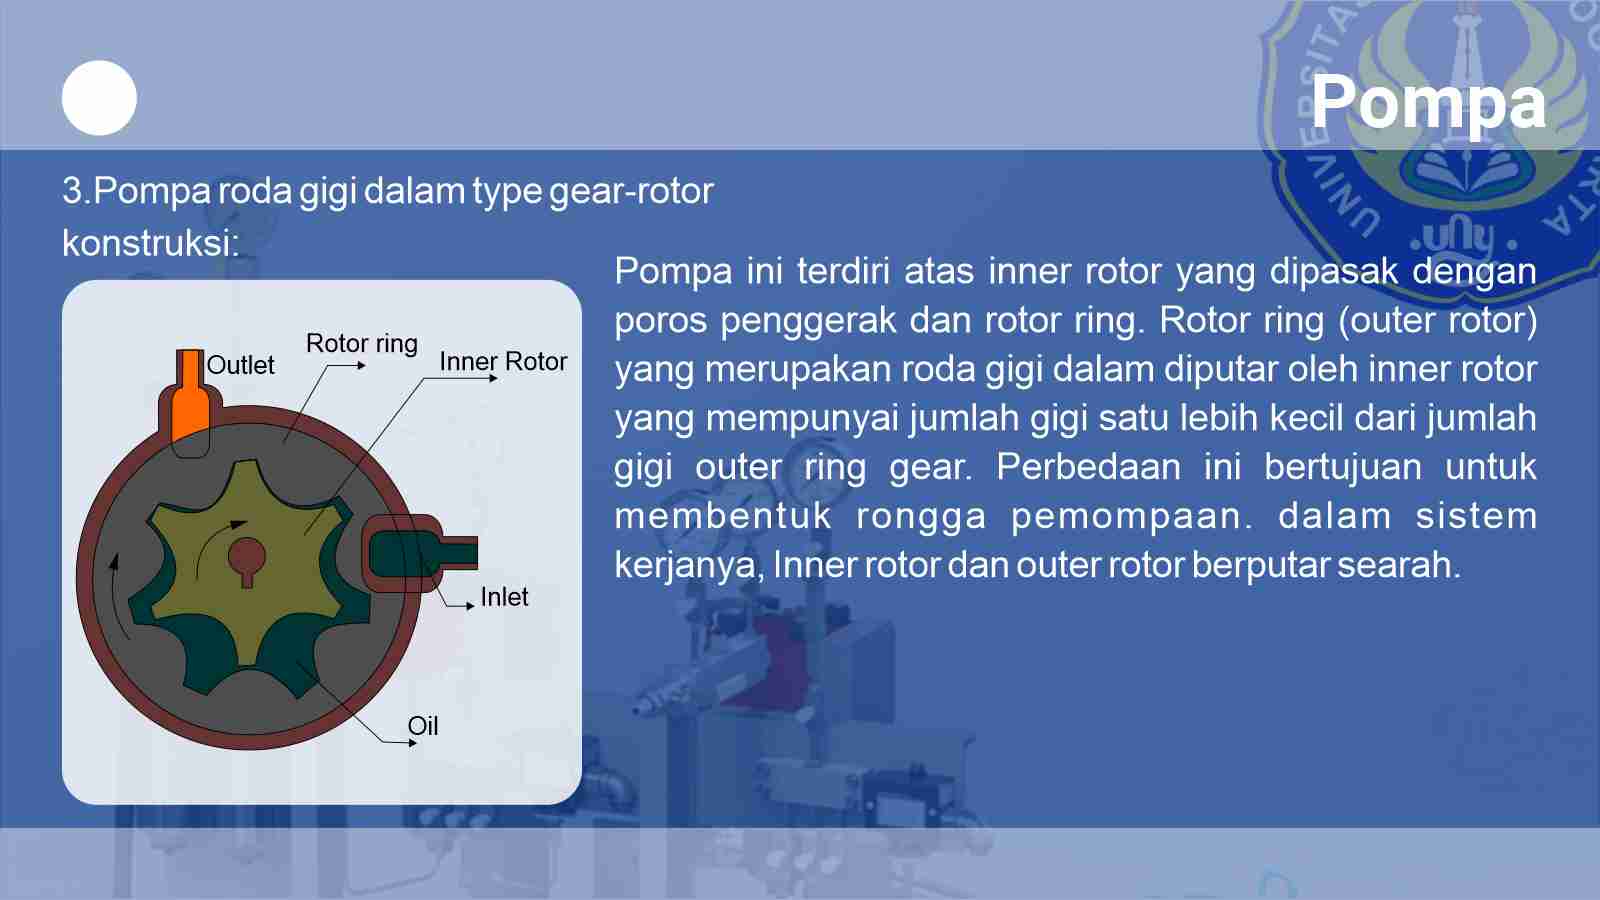 Pompa
UNIVERSITAS
UNY
3.Pompa roda gigi dalam type gear-rotor
konstruksi:
Outlet
Rotor ring
Inner Rotor
Inlet
Oil
Pompa ini terdiri atas inner rotor yang dipasak dengan
poros penggerak dan rotor ring. Rotor ring (outer rotor)
yang merupakan roda gigi dalam diputar oleh inner rotor
yang mempunyai jumlah gigi satu lebih kecil dari jumlah
gigi outer ring gear. Perbedaan ini bertujuan untuk
membentuk rongga pemompaan. dalam sistem
kerjanya, Inner rotor dan outer rotor berputar searah.